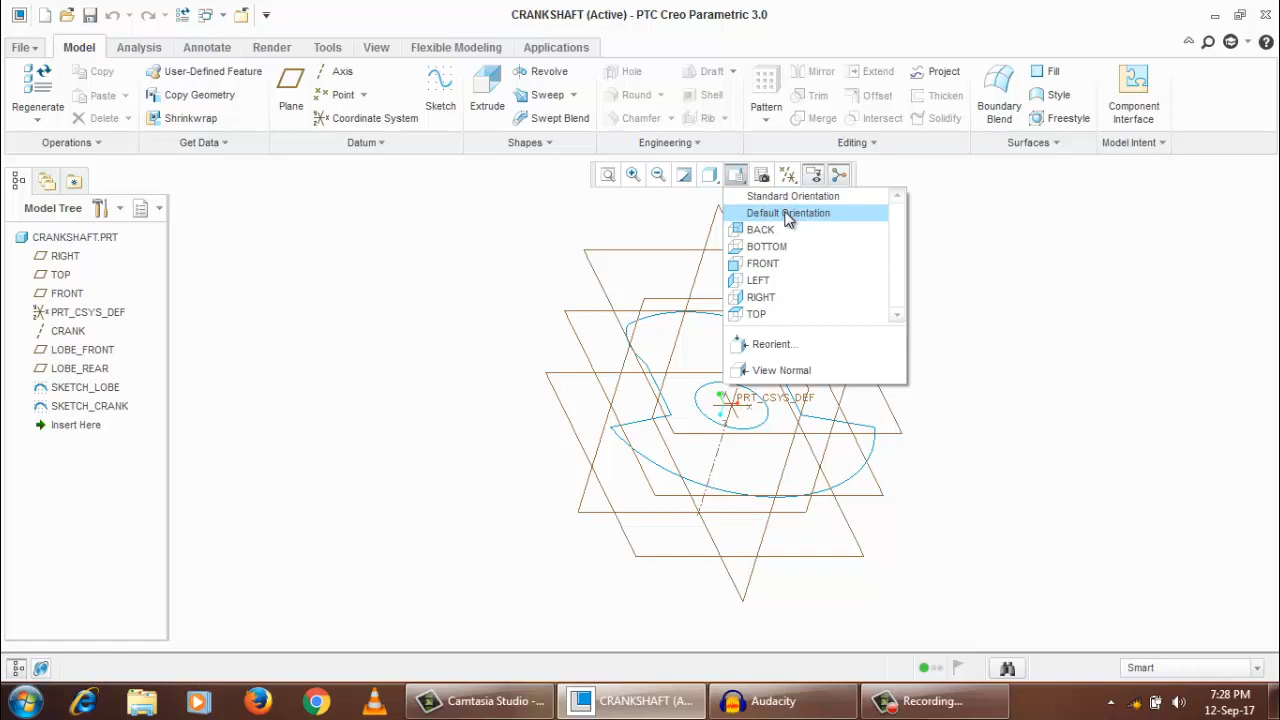 CRANKSHAFT (Active) - PTC Creo Parametric 3.0
File Model Analysis Annotate Render Tools View Flexible Modeling Applications
Regenerate Copy Paste Delete
User-Defined Feature
Copy Geometry
Shrinkwrap
Plane Axis Point Coordinate System Sketch
Extrude Revolve Sweep Swept Blend
Hole Round Chamfer Draft Shell Rib
Pattern Mirror Trim Merge Extend Offset Intersect Project Thicken Solidify
Boundary Blend Fill Style Freestyle
Component Interface
Operations Get Data Datum Shapes Engineering Editing Surfaces Model Intent
Model Tree
CRANKSHAFT.PRT
RIGHT
TOP
FRONT
PRT_CSYS_DEF
CRANK
LOBE_FRONT
LOBE_REAR
SKETCH_LOBE
SKETCH_CRANK
Insert Here
Standard Orientation
Default Orientation
BACK
BOTTOM
FRONT
LEFT
RIGHT
TOP
Reorient...
View Normal
PRT_CSYS_DEF
Smart
Camtasia Studio -... CRANKSHAFT (A... Audacity Recording...
7:28 PM
12-Sep-17